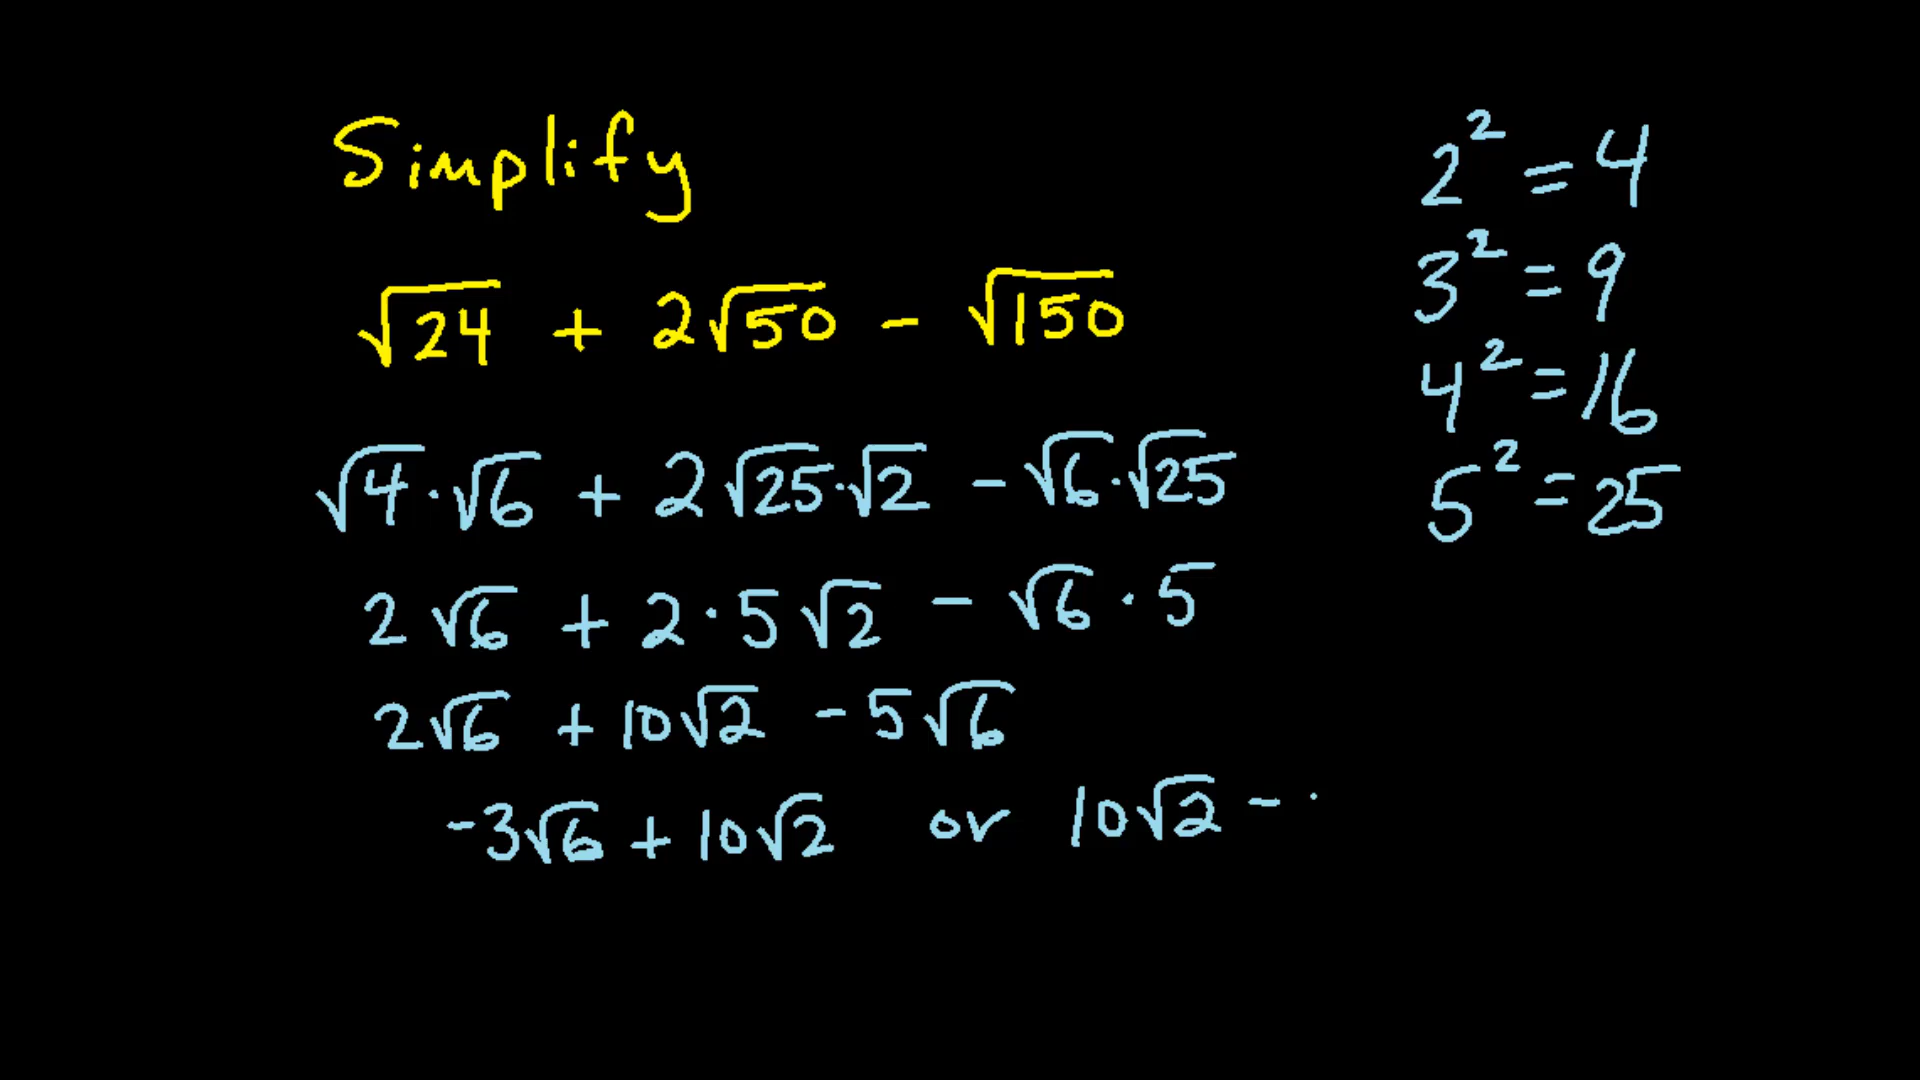 Simplify
√24 + 2√50 - √150
√4 · √6 + 2√25 · √2 - √6 · √25
2√6 + 2 · 5√2 - √6 · 5
2√6 + 10√2 - 5√6
-3√6 + 10√2 or 10√2 -
2² = 4
3² = 9
4² = 16
5² = 25